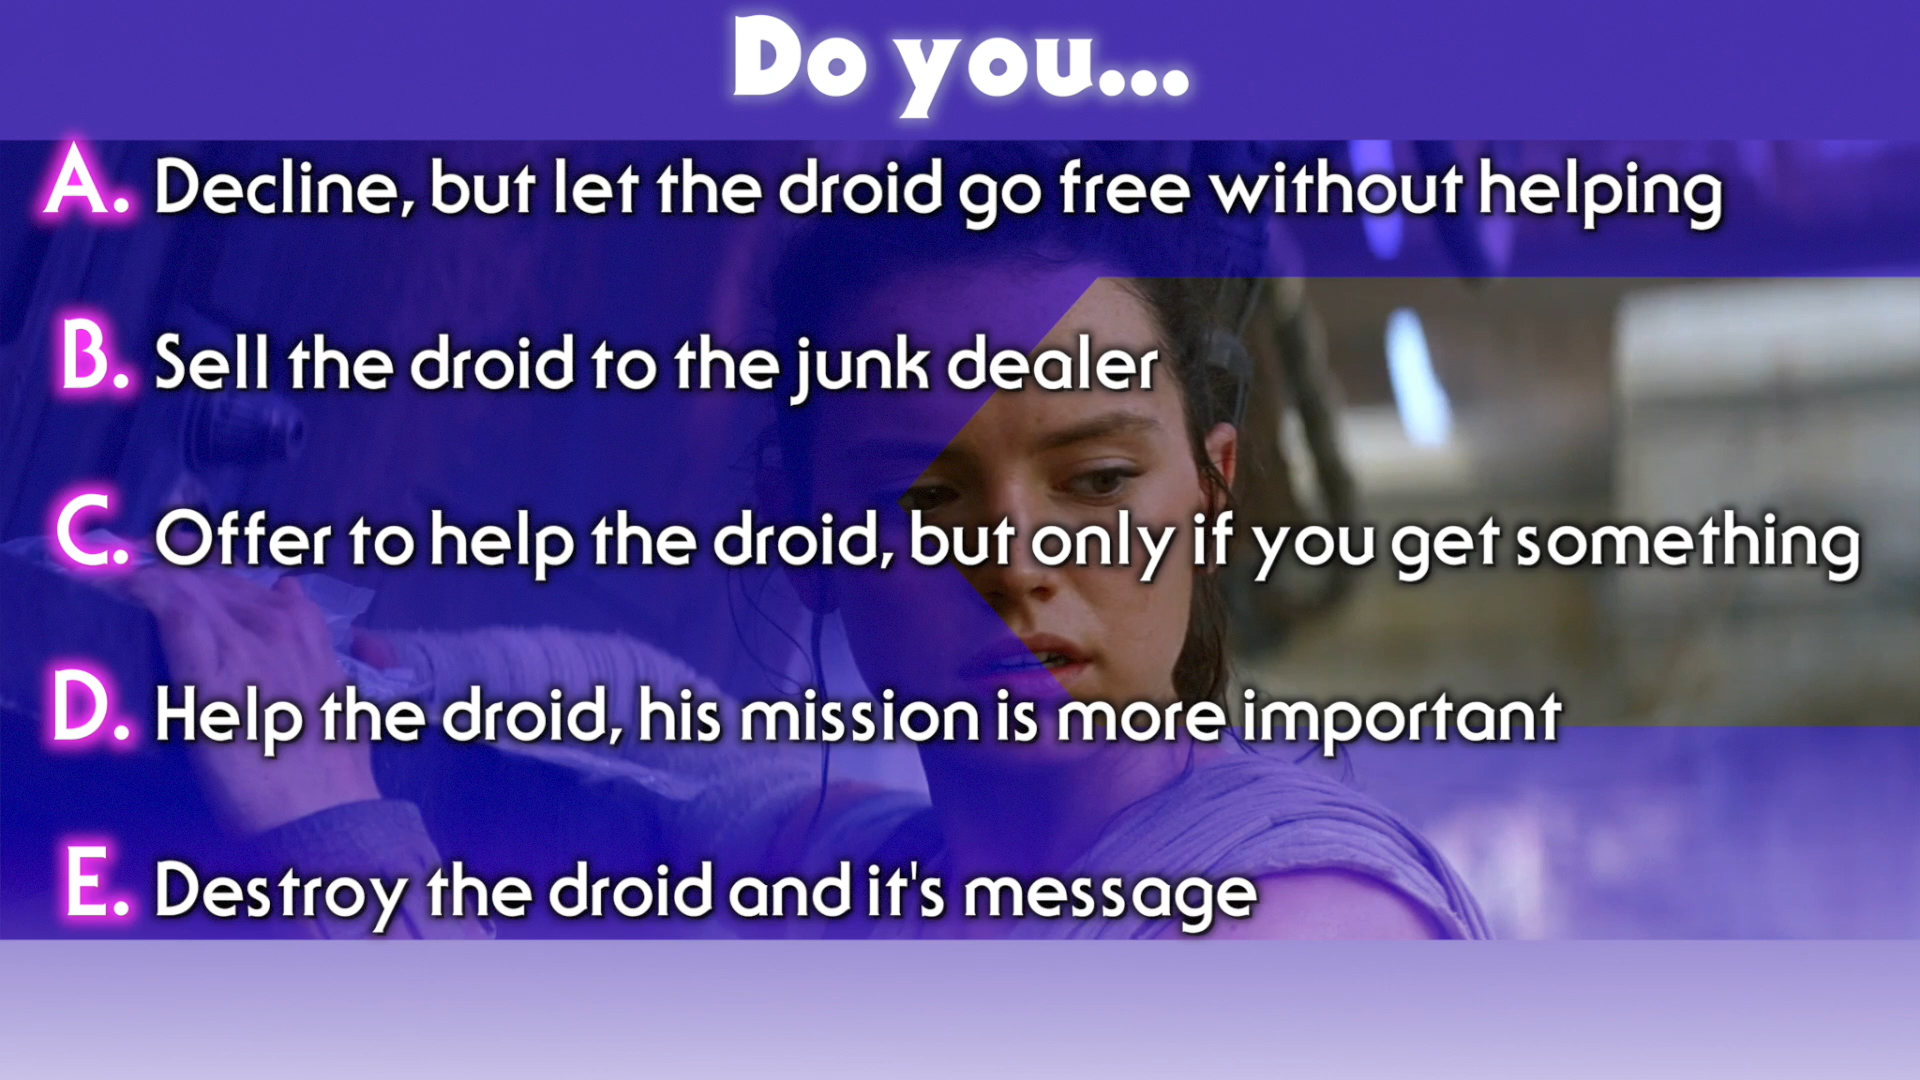 Do you...
A. Decline, but let the droid go free without helping
B. Sell the droid to the junk dealer
C. Offer to help the droid, but only if you get something
D. Help the droid, his mission is more important
E. Destroy the droid and it's message